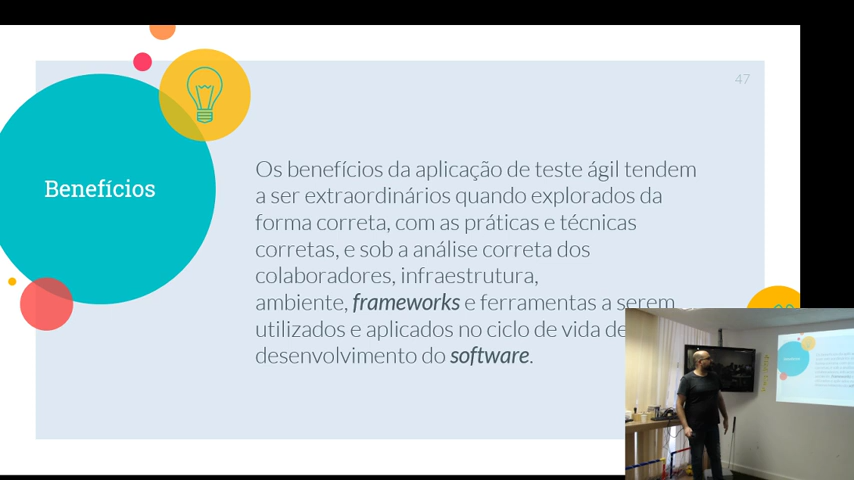 47
Benefícios
Os benefícios da aplicação de teste ágil tendem
a ser extraordinários quando explorados da
forma correta, com as práticas e técnicas
corretas, e sob a análise correta dos
colaboradores, infraestrutura,
ambiente, frameworks e ferramentas a serem
utilizados e aplicados no ciclo de vida de
desenvolvimento do software.